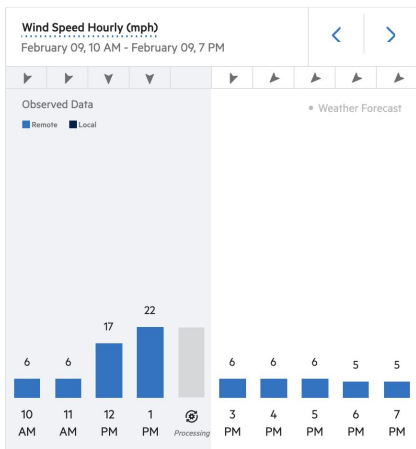 Wind Speed Hourly (mph)
February 09, 10 AM - February 09, 7 PM
Observed Data
Weather Forecast
Remote Local
22
17
6 6 6 6 6 5 5
10 11 12 1 3 4 5 6 7
AM AM PM PM Processing PM PM PM PM PM